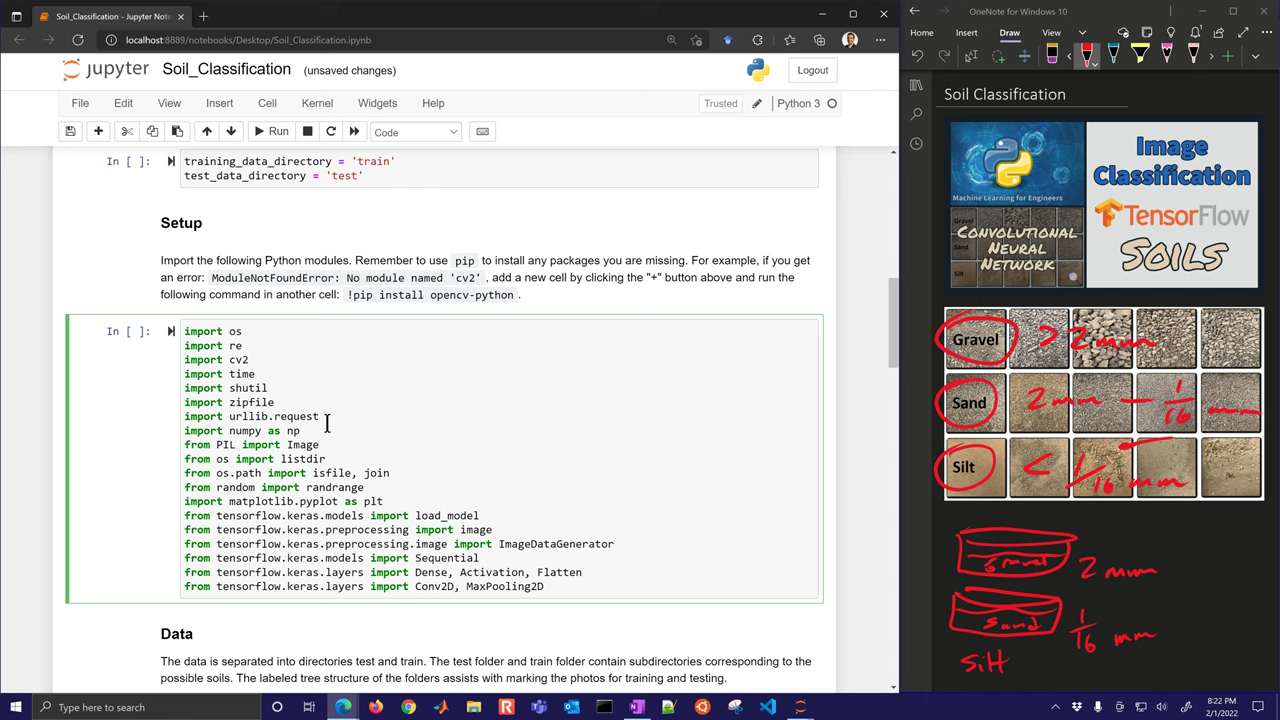 Soil_Classification - Jupyter Note
localhost:8889/notebooks/Desktop/Soil_Classification.ipynb
jupyter Soil_Classification (unsaved changes)
Logout
File Edit View Insert Cell Kernel Widgets Help
Trusted
Python 3
Run
Code
In [ ]:
training_data_directory = 'train'
test_data_directory = 'test'
Setup
Import the following Python modules. Remember to use pip to install any packages you are missing. For example, if you get
an error: ModuleNotFoundError: No module named 'cv2', add a new cell by clicking the "+" button above and run the
following command in another cell: !pip install opencv-python.
In [ ]:
import os
import re
import cv2
import time
import shutil
import zipfile
import urllib.request
import numpy as np
from PIL import Image
from os import listdir
from os.path import isfile, join
from random import randrange
import matplotlib.pyplot as plt
from tensorflow.keras.models import load_model
from tensorflow.keras.preprocessing import image
from tensorflow.keras.preprocessing.image import ImageDataGenerator
from tensorflow.keras.models import Sequential
from tensorflow.keras.layers import Dense, Activation, Flatten
from tensorflow.keras.layers import Conv2D, MaxPooling2D
Data
The data is separated into directories test and train. The test folder and train folder contain subdirectories corresponding to the
possible soils. The labeled tree structure of the folders assists with marking the photos for training and testing.
OneNote for Windows 10
Home Insert Draw View
Soil Classification
Machine Learning for Engineers
Gravel
Sand
Silt
CONVOLUTIONAL
NEURAL
NETWORK
Image
Classification
TensorFlow
SOILS
Gravel > 2 mm
Sand 2 mm - 1/16 mm
Silt < 1/16 mm
Gravel 2 mm
Sand 1/16 mm
Silt
Type here to search
8:22 PM
2/1/2022